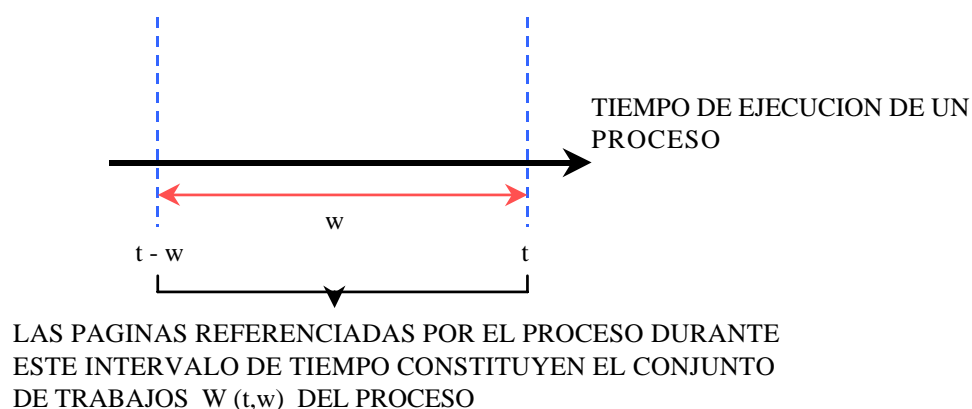 TIEMPO DE EJECUCION DE UN
PROCESO
w
t - w
t
LAS PAGINAS REFERENCIADAS POR EL PROCESO DURANTE
ESTE INTERVALO DE TIEMPO CONSTITUYEN EL CONJUNTO
DE TRABAJOS W (t,w) DEL PROCESO